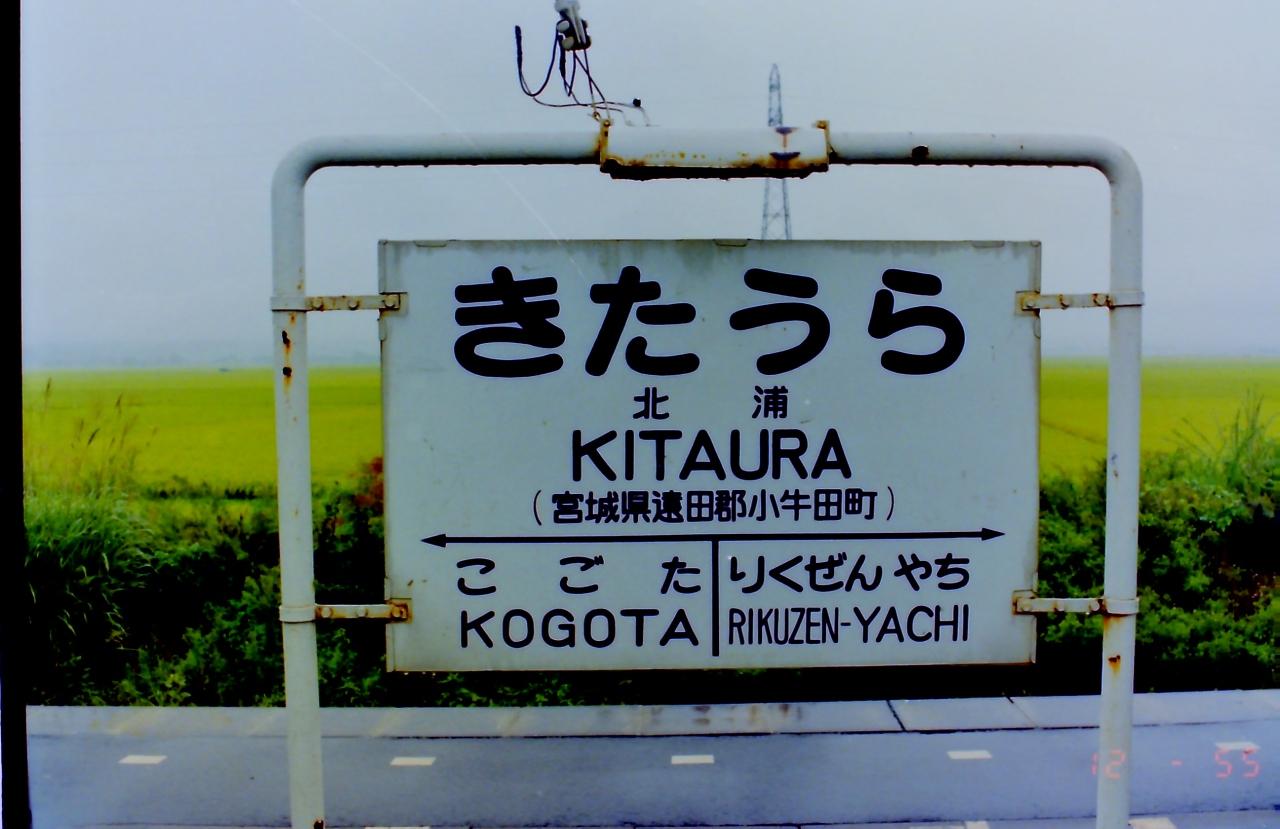 きたうら
北浦
KITAURA
（宮城県遠田郡小牛田町）
こごた りくぜんやち
KOGOTA RIKUZEN-YACHI
12 - 55